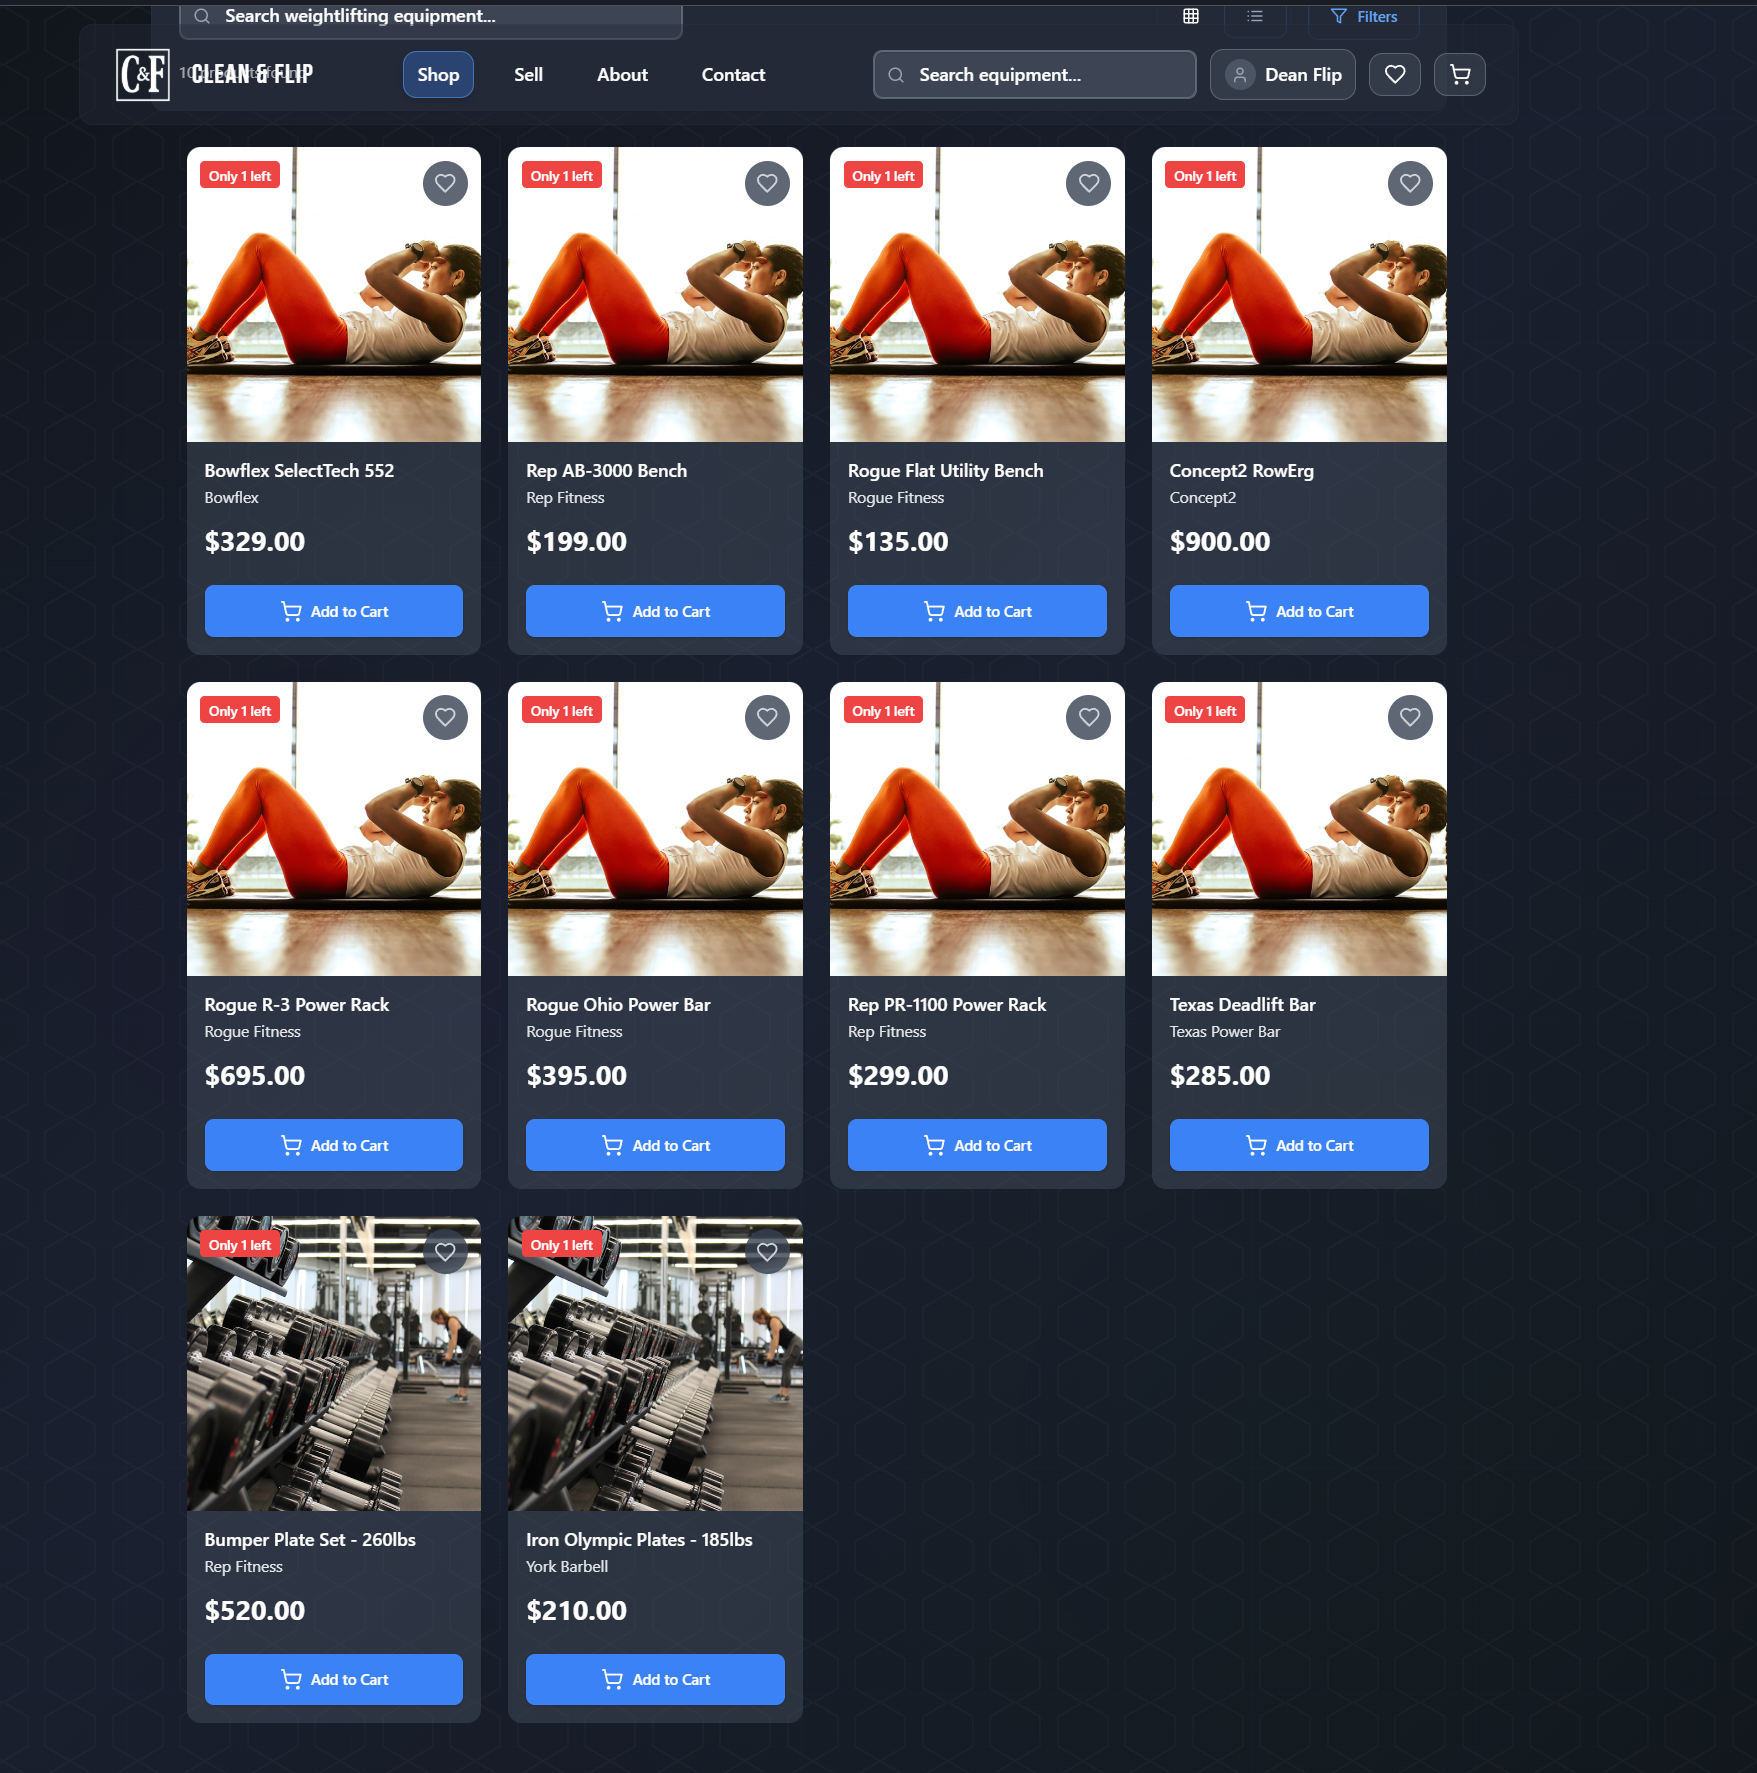 Search weightlifting equipment...
Filters
C&F
CLEAN & FLIP
Shop
Sell
About
Contact
Search equipment...
Dean Flip
Only 1 left
Only 1 left
Only 1 left
Only 1 left
Bowflex SelectTech 552
Rep AB-3000 Bench
Rogue Flat Utility Bench
Concept2 RowErg
Bowflex
Rep Fitness
Rogue Fitness
Concept2
$329.00
$199.00
$135.00
$900.00
Add to Cart
Add to Cart
Add to Cart
Add to Cart
Only 1 left
Only 1 left
Only 1 left
Only 1 left
Rogue R-3 Power Rack
Rogue Ohio Power Bar
Rep PR-1100 Power Rack
Texas Deadlift Bar
Rogue Fitness
Rogue Fitness
Rep Fitness
Texas Power Bar
$695.00
$395.00
$299.00
$285.00
Add to Cart
Add to Cart
Add to Cart
Add to Cart
Only 1 left
Only 1 left
Bumper Plate Set - 260lbs
Iron Olympic Plates - 185lbs
Rep Fitness
York Barbell
$520.00
$210.00
Add to Cart
Add to Cart